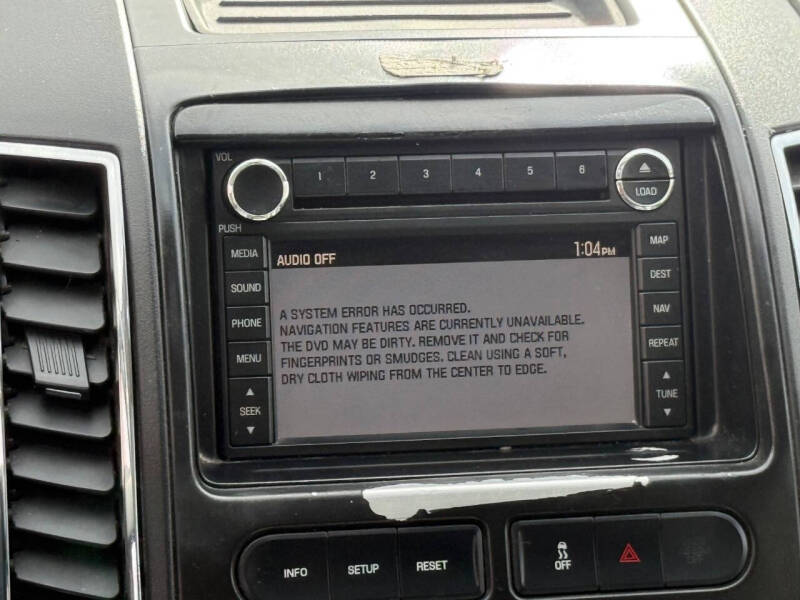 VOL
1 2 3 4 5 6
LOAD
PUSH
MEDIA
SOUND
PHONE
MENU
SEEK
AUDIO OFF 1:04PM
A SYSTEM ERROR HAS OCCURRED.
NAVIGATION FEATURES ARE CURRENTLY UNAVAILABLE.
THE DVD MAY BE DIRTY. REMOVE IT AND CHECK FOR
FINGERPRINTS OR SMUDGES. CLEAN USING A SOFT,
DRY CLOTH WIPING FROM THE CENTER TO EDGE.
MAP
DEST
NAV
REPEAT
TUNE
INFO SETUP RESET
OFF